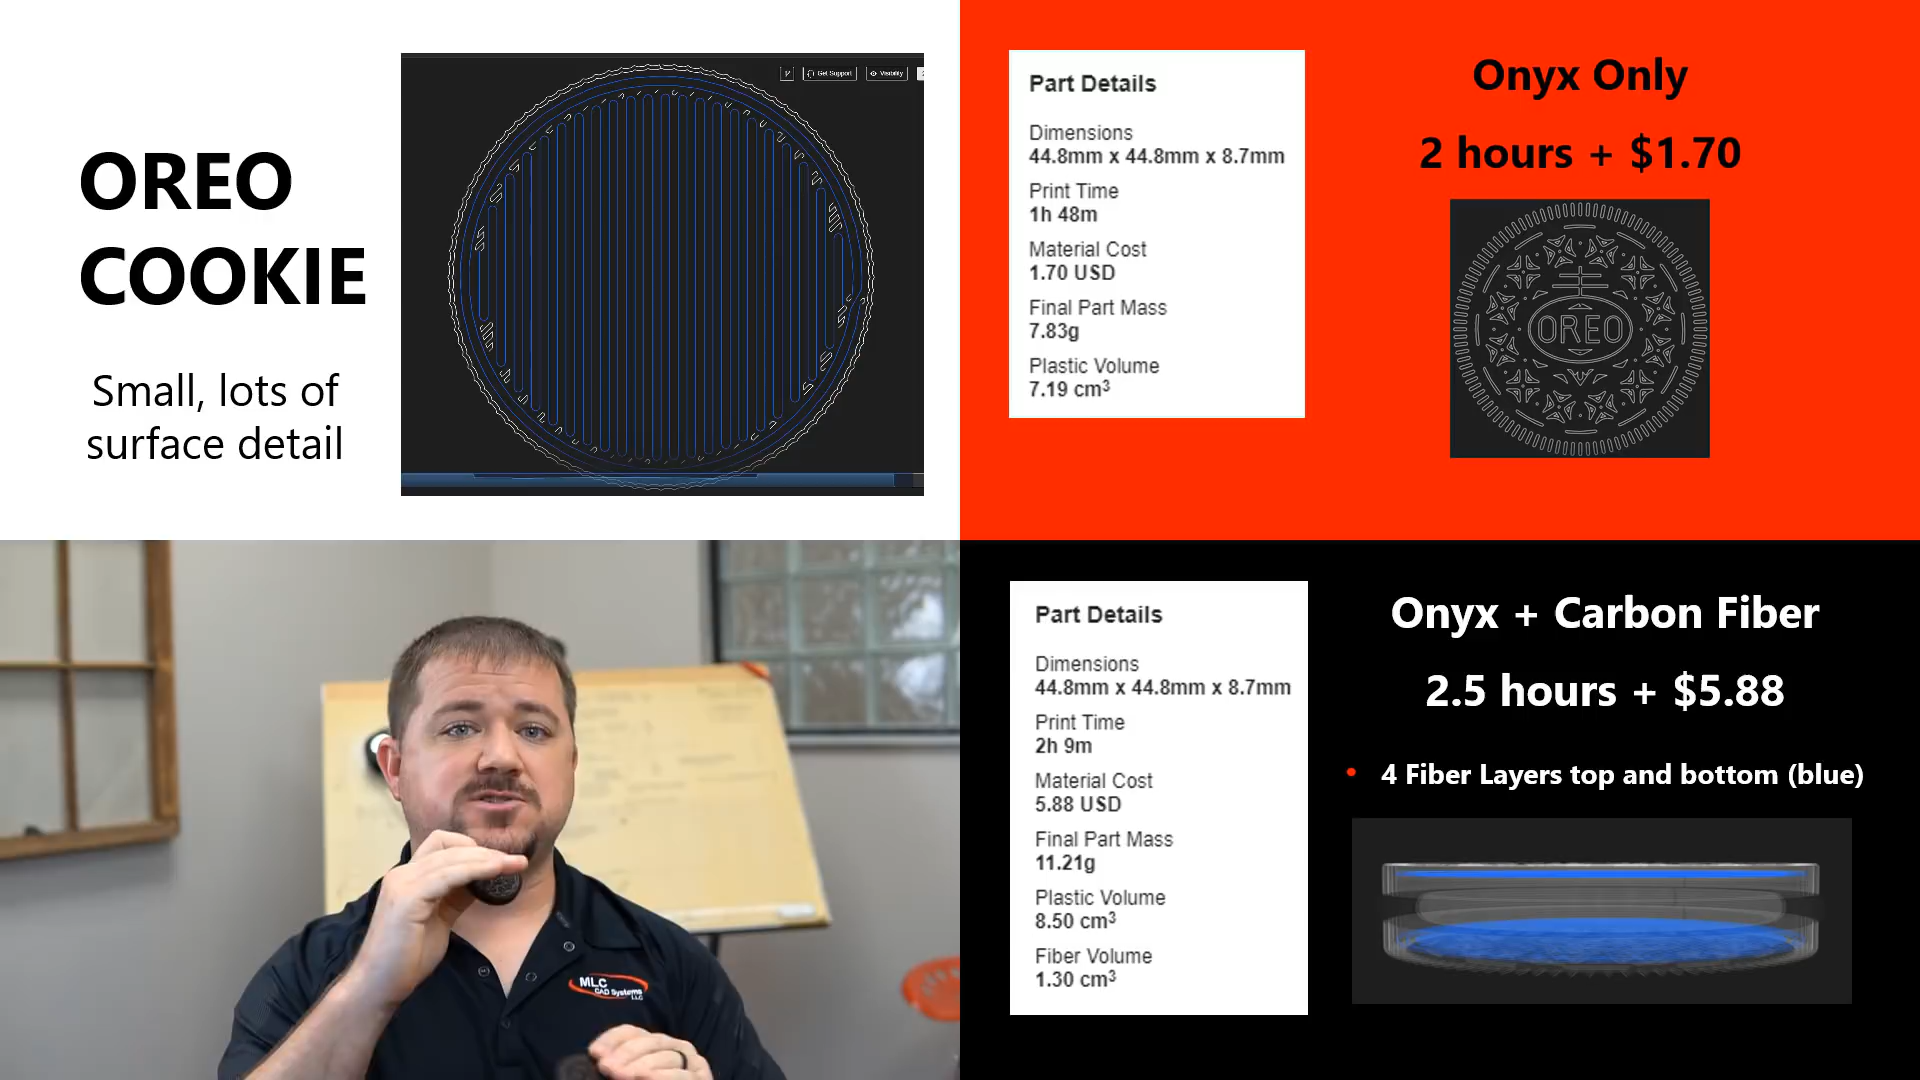 OREO
COOKIE
Small, lots of
surface detail
Get Support
Visibility
Part Details
Dimensions
44.8mm x 44.8mm x 8.7mm
Print Time
1h 48m
Material Cost
1.70 USD
Final Part Mass
7.83g
Plastic Volume
7.19 cm³
Onyx Only
2 hours + $1.70
OREO
MLC
CAD Systems
LLC
Part Details
Dimensions
44.8mm x 44.8mm x 8.7mm
Print Time
2h 9m
Material Cost
5.88 USD
Final Part Mass
11.21g
Plastic Volume
8.50 cm³
Fiber Volume
1.30 cm³
Onyx + Carbon Fiber
2.5 hours + $5.88
• 4 Fiber Layers top and bottom (blue)